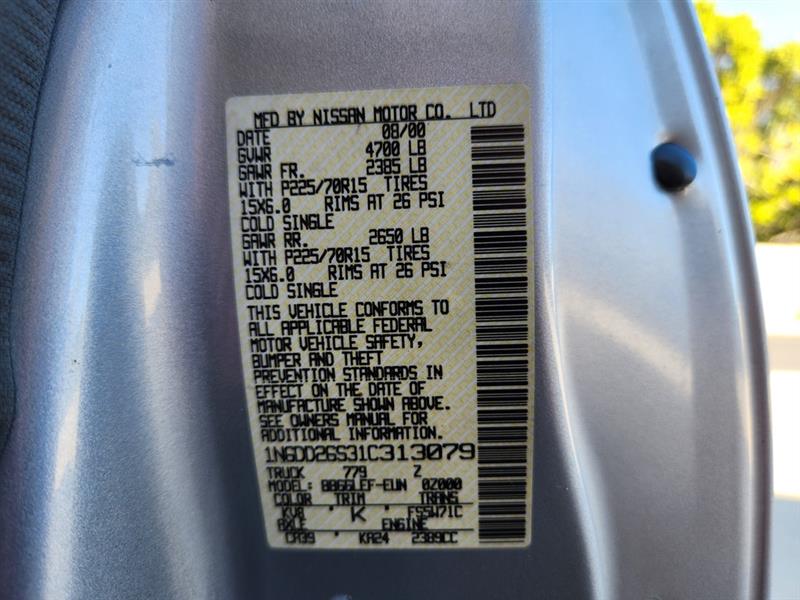 MFD BY NISSAN MOTOR CO. LTD
DATE 08/00
GVWR 4700 LB
GAWR FR. 2385 LB
WITH P225/70R15 TIRES
15X6.0 RIMS AT 26 PSI
COLD SINGLE
GAWR RR. 2650 LB
WITH P225/70R15 TIRES
15X6.0 RIMS AT 26 PSI
COLD SINGLE
THIS VEHICLE CONFORMS TO
ALL APPLICABLE FEDERAL
MOTOR VEHICLE SAFETY,
BUMPER AND THEFT
PREVENTION STANDARDS IN
EFFECT ON THE DATE OF
MANUFACTURE SHOWN ABOVE.
SEE OWNERS MANUAL FOR
ADDITIONAL INFORMATION.
1N6DD26S31C313079
TRUCK 779 Z
MODEL: BB66LEF-EUN 0Z000
COLOR TRIM TRANS
KV8 K FS5W71C
AXLE ENGINE
CA39 KA24 2389CC